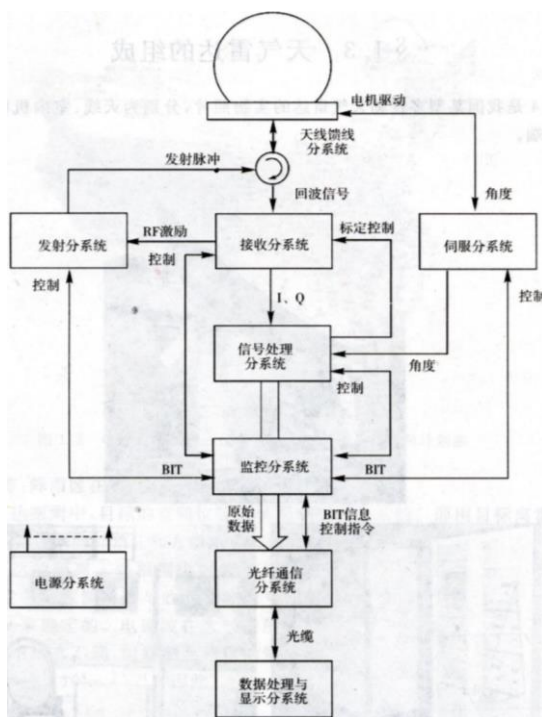 §1.3 天气雷达的组成
电机驱动
天线馈线
分系统
发射脉冲
回波信号
角度
发射分系统
RF激励
接收分系统
标定控制
伺服分系统
控制
控制
控制
I、Q
信号处理
分系统
角度
控制
BIT
监控分系统
BIT
原始
数据
BIT信息
控制指令
电源分系统
光纤通信
分系统
光缆
数据处理与
显示分系统